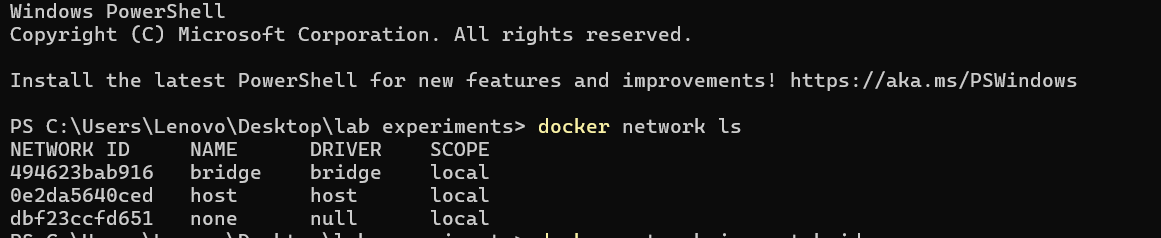 Windows PowerShell
Copyright (C) Microsoft Corporation. All rights reserved.
Install the latest PowerShell for new features and improvements! https://aka.ms/PSWindows
PS C:\Users\Lenovo\Desktop\lab experiments> docker network ls
NETWORK ID     NAME      DRIVER    SCOPE
494623bab916   bridge    bridge    local
0e2da5640ced   host      host      local
dbf23ccfd651   none      null      local